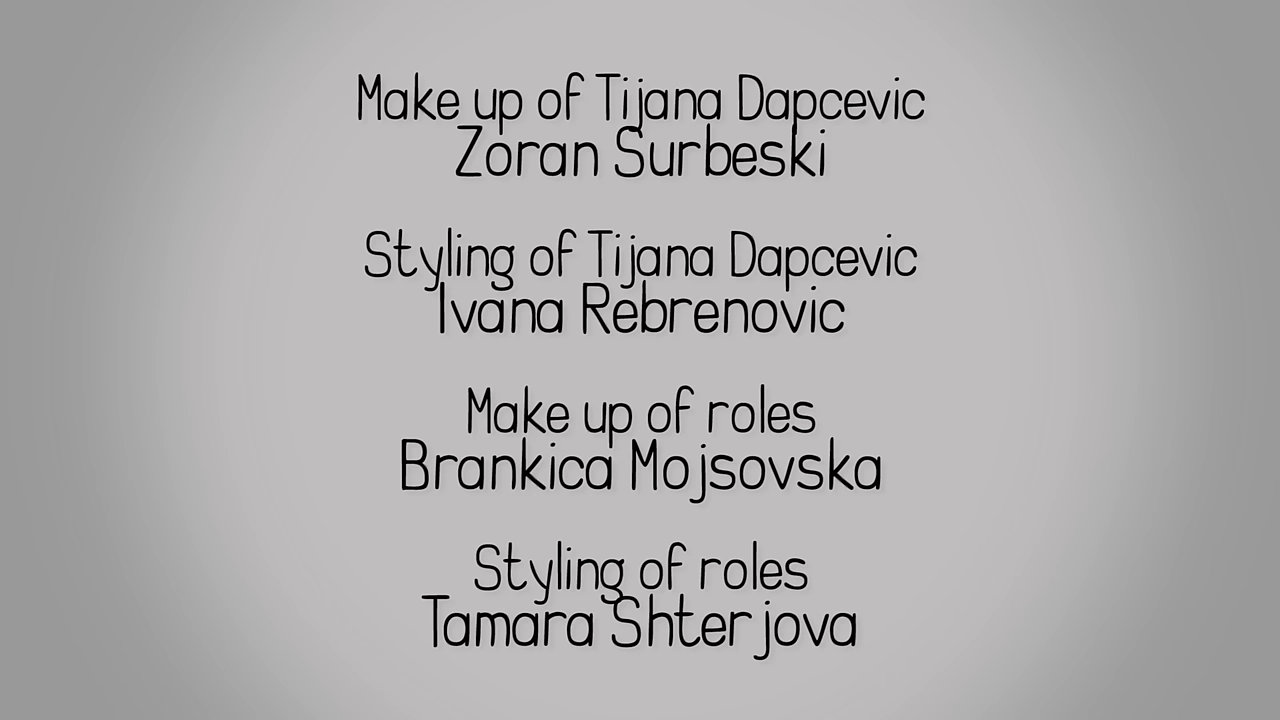 Make up of Tijana Dapcevic
Zoran Surbeski
Styling of Tijana Dapcevic
Ivana Rebrenovic
Make up of roles
Brankica Mojsovska
Styling of roles
Tamara Shterjova